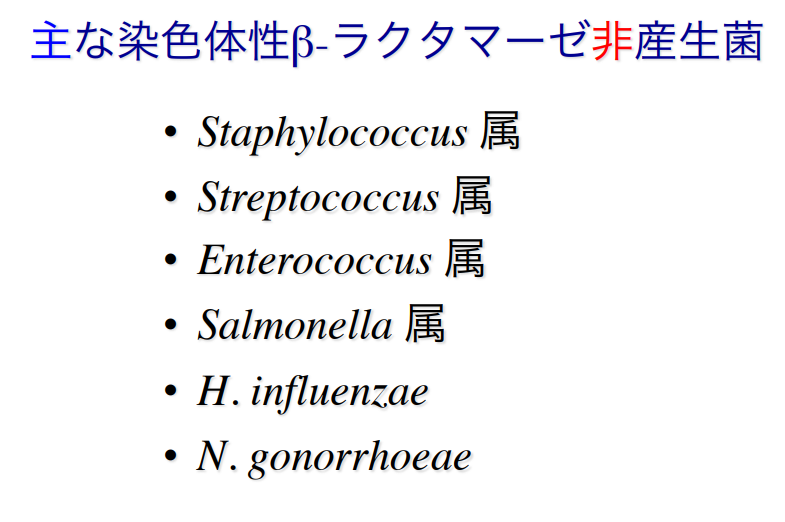 主な染色体性β-ラクタマーゼ非産生菌
• Staphylococcus 属
• Streptococcus 属
• Enterococcus 属
• Salmonella 属
• H. influenzae
• N. gonorrhoeae